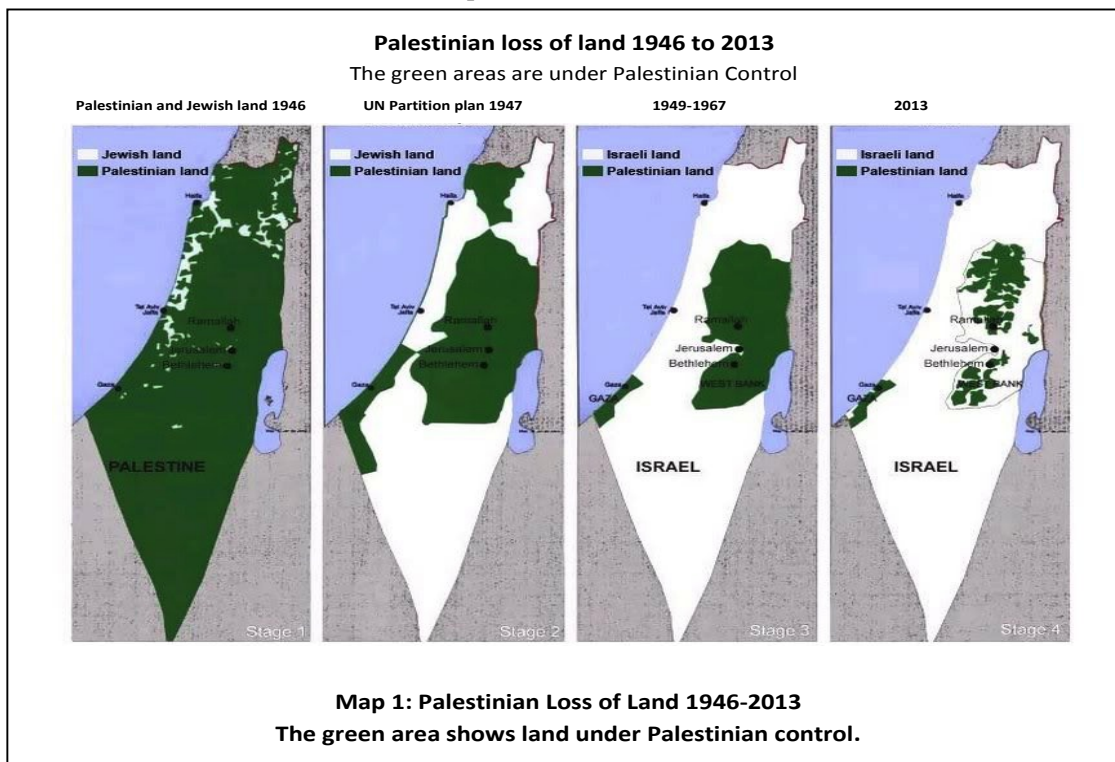 Palestinian loss of land 1946 to 2013
The green areas are under Palestinian Control
Palestinian and Jewish land 1946
UN Partition plan 1947
1949-1967
2013
Jewish land
Palestinian land
Haifa
Tel Aviv
Jaffa
Ramallah
Jerusalem
Bethlehem
Gaza
PALESTINE
Stage 1
Jewish land
Palestinian land
Haifa
Tel Aviv
Jaffa
Ramallah
Jerusalem
Bethlehem
Gaza
Stage 2
Israeli land
Palestinian land
Haifa
Tel Aviv
Jaffa
Ramallah
Jerusalem
Bethlehem
WEST BANK
Gaza
GAZA
ISRAEL
Stage 3
Israeli land
Palestinian land
Haifa
Tel Aviv
Jaffa
Ramallah
Jerusalem
Bethlehem
WEST BANK
Gaza
GAZA
ISRAEL
Stage 4
Map 1: Palestinian Loss of Land 1946-2013
The green area shows land under Palestinian control.